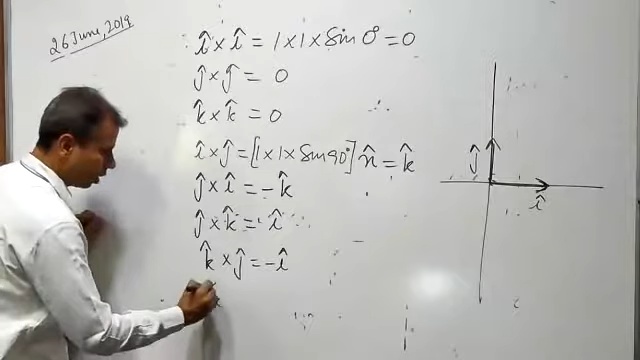 26 June, 2019
î × î = 1×1× Sin 0° = 0
ĵ × ĵ = 0
k̂ × k̂ = 0
î × ĵ = [1×1× Sin 90°] n̂ = k̂
ĵ × î = -k̂
ĵ × k̂ = î
k̂ × ĵ = -î
ĵ
î